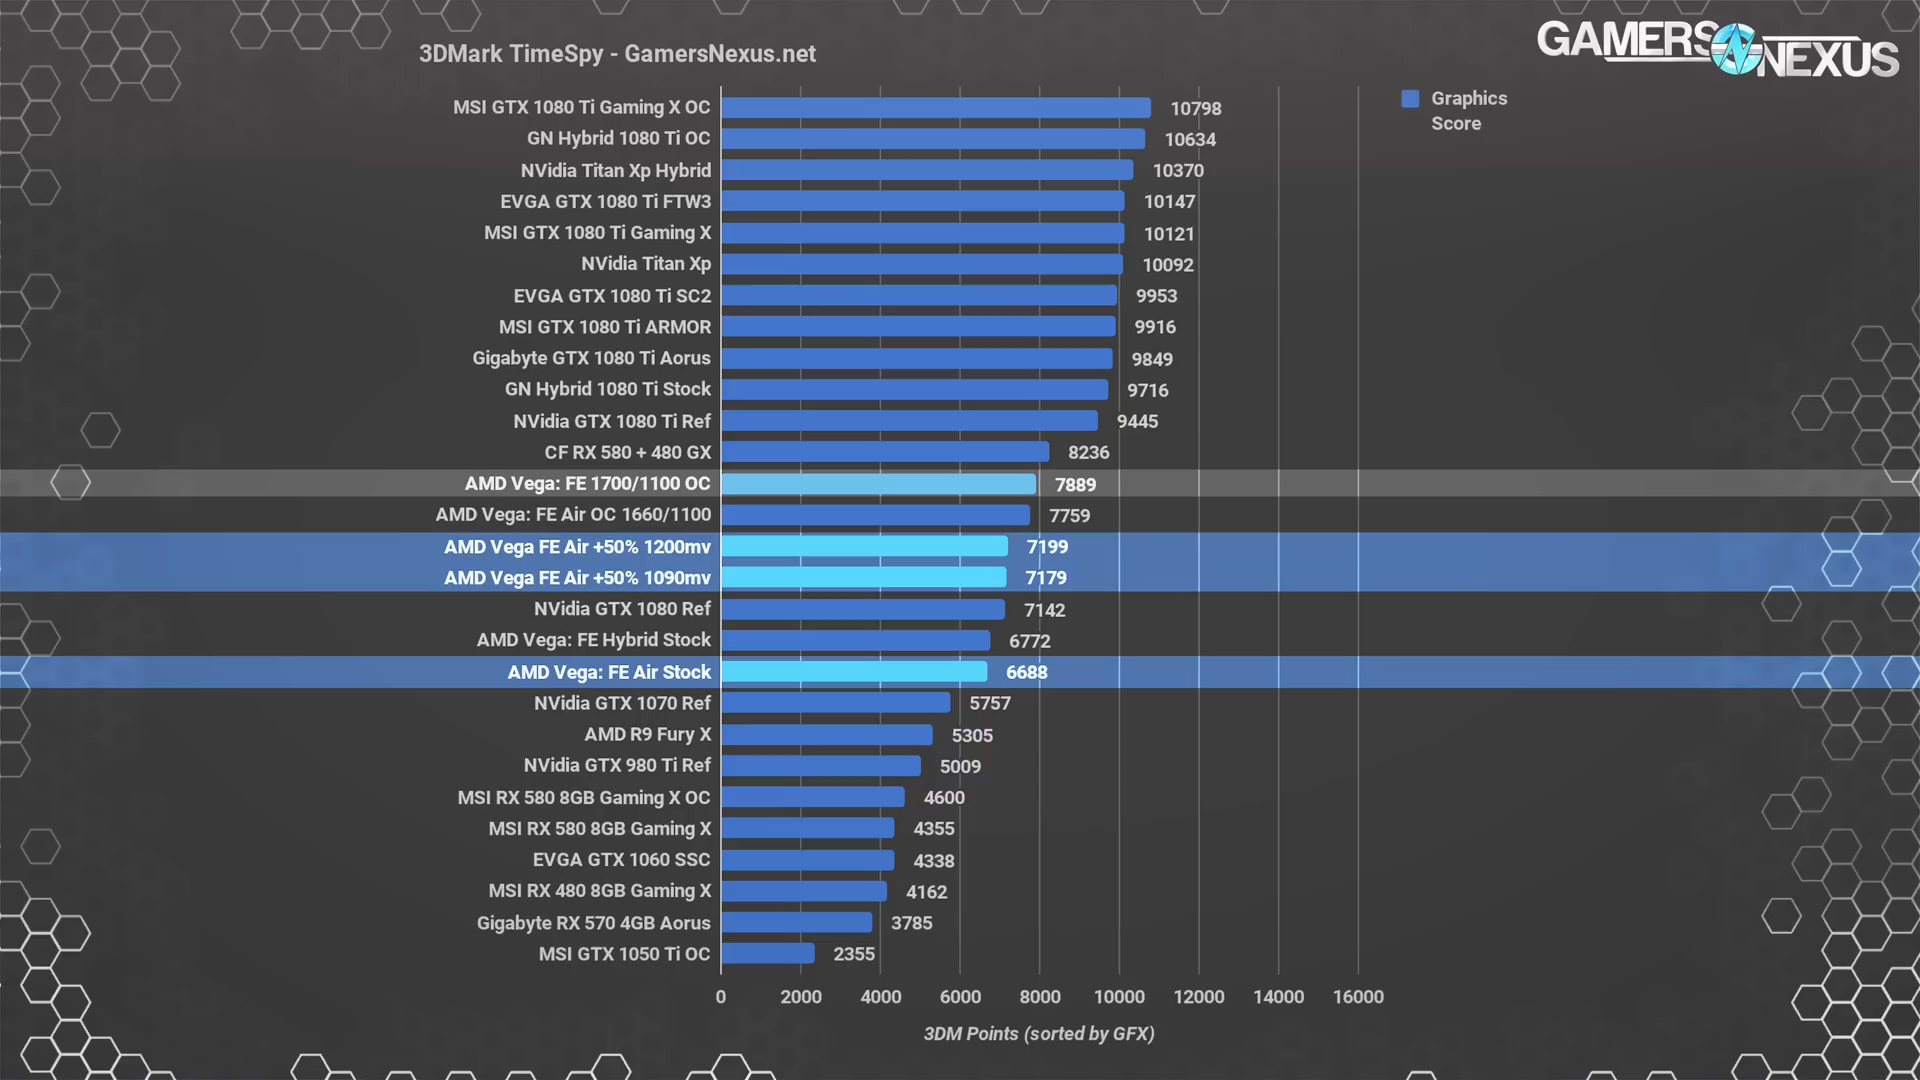 GAMERS NEXUS
3DMark TimeSpy - GamersNexus.net
Graphics
Score
MSI GTX 1080 Ti Gaming X OC 10798
GN Hybrid 1080 Ti OC 10634
NVidia Titan Xp Hybrid 10370
EVGA GTX 1080 Ti FTW3 10147
MSI GTX 1080 Ti Gaming X 10121
NVidia Titan Xp 10092
EVGA GTX 1080 Ti SC2 9953
MSI GTX 1080 Ti ARMOR 9916
Gigabyte GTX 1080 Ti Aorus 9849
GN Hybrid 1080 Ti Stock 9716
NVidia GTX 1080 Ti Ref 9445
CF RX 580 + 480 GX 8236
AMD Vega: FE 1700/1100 OC 7889
AMD Vega: FE Air OC 1660/1100 7759
AMD Vega FE Air +50% 1200mv 7199
AMD Vega FE Air +50% 1090mv 7179
NVidia GTX 1080 Ref 7142
AMD Vega: FE Hybrid Stock 6772
AMD Vega: FE Air Stock 6688
NVidia GTX 1070 Ref 5757
AMD R9 Fury X 5305
NVidia GTX 980 Ti Ref 5009
MSI RX 580 8GB Gaming X OC 4600
MSI RX 580 8GB Gaming X 4355
EVGA GTX 1060 SSC 4338
MSI RX 480 8GB Gaming X 4162
Gigabyte RX 570 4GB Aorus 3785
MSI GTX 1050 Ti OC 2355
0 2000 4000 6000 8000 10000 12000 14000 16000
3DM Points (sorted by GFX)